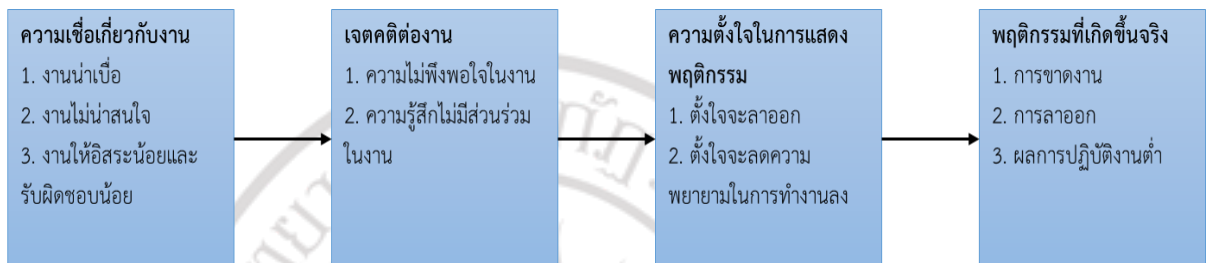 ความเชื่อเกี่ยวกับงาน
1. งานน่าเบื่อ
2. งานไม่น่าสนใจ
3. งานให้อิสระน้อยและ
รับผิดชอบน้อย
เจตคติต่องาน
1. ความไม่พึงพอใจในงาน
2. ความรู้สึกไม่มีส่วนร่วม
ในงาน
ความตั้งใจในการแสดง
พฤติกรรม
1. ตั้งใจจะลาออก
2. ตั้งใจจะลดความ
พยายามในการทำงานลง
พฤติกรรมที่เกิดขึ้นจริง
1. การขาดงาน
2. การลาออก
3. ผลการปฏิบัติงานต่ำ